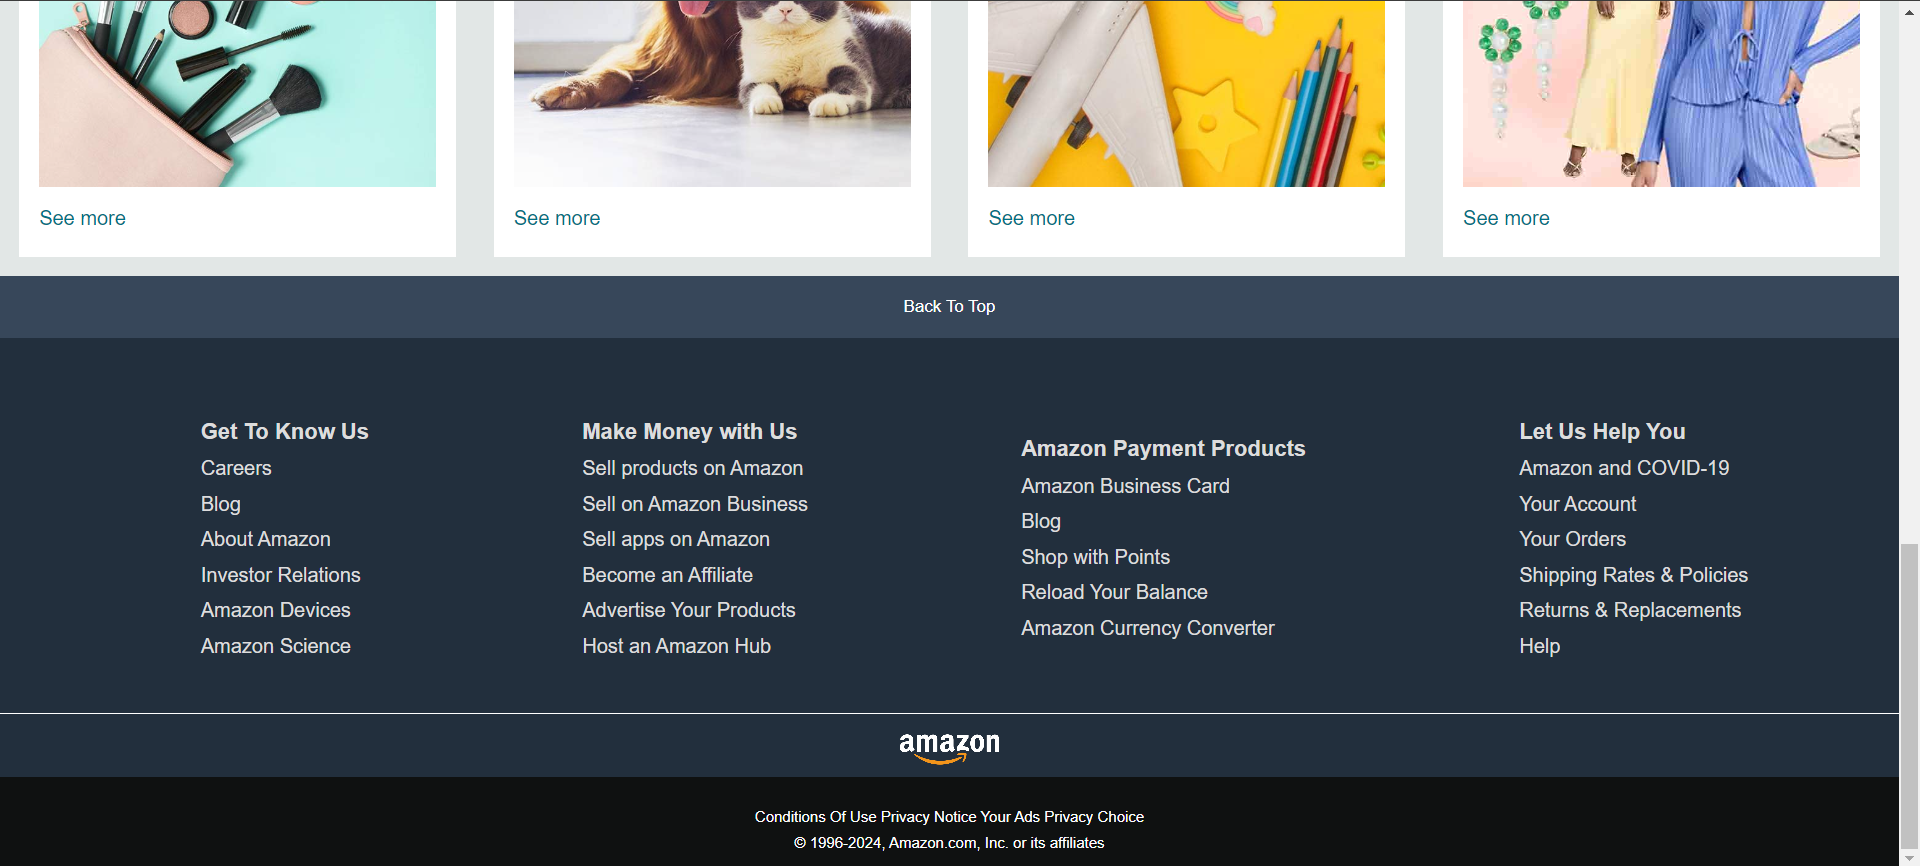 See more
See more
See more
See more
Back To Top
Get To Know Us
Careers
Blog
About Amazon
Investor Relations
Amazon Devices
Amazon Science
Make Money with Us
Sell products on Amazon
Sell on Amazon Business
Sell apps on Amazon
Become an Affiliate
Advertise Your Products
Host an Amazon Hub
Amazon Payment Products
Amazon Business Card
Blog
Shop with Points
Reload Your Balance
Amazon Currency Converter
Let Us Help You
Amazon and COVID-19
Your Account
Your Orders
Shipping Rates & Policies
Returns & Replacements
Help
amazon
Conditions Of Use Privacy Notice Your Ads Privacy Choice
© 1996-2024, Amazon.com, Inc. or its affiliates